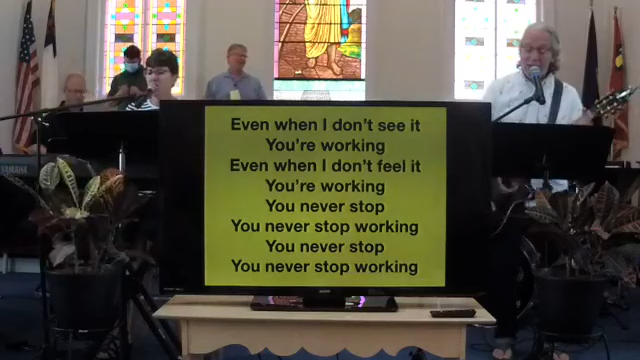 Even when I don't see it
You're working
Even when I don't feel it
You're working
You never stop
You never stop working
You never stop
You never stop working
YAMAHA